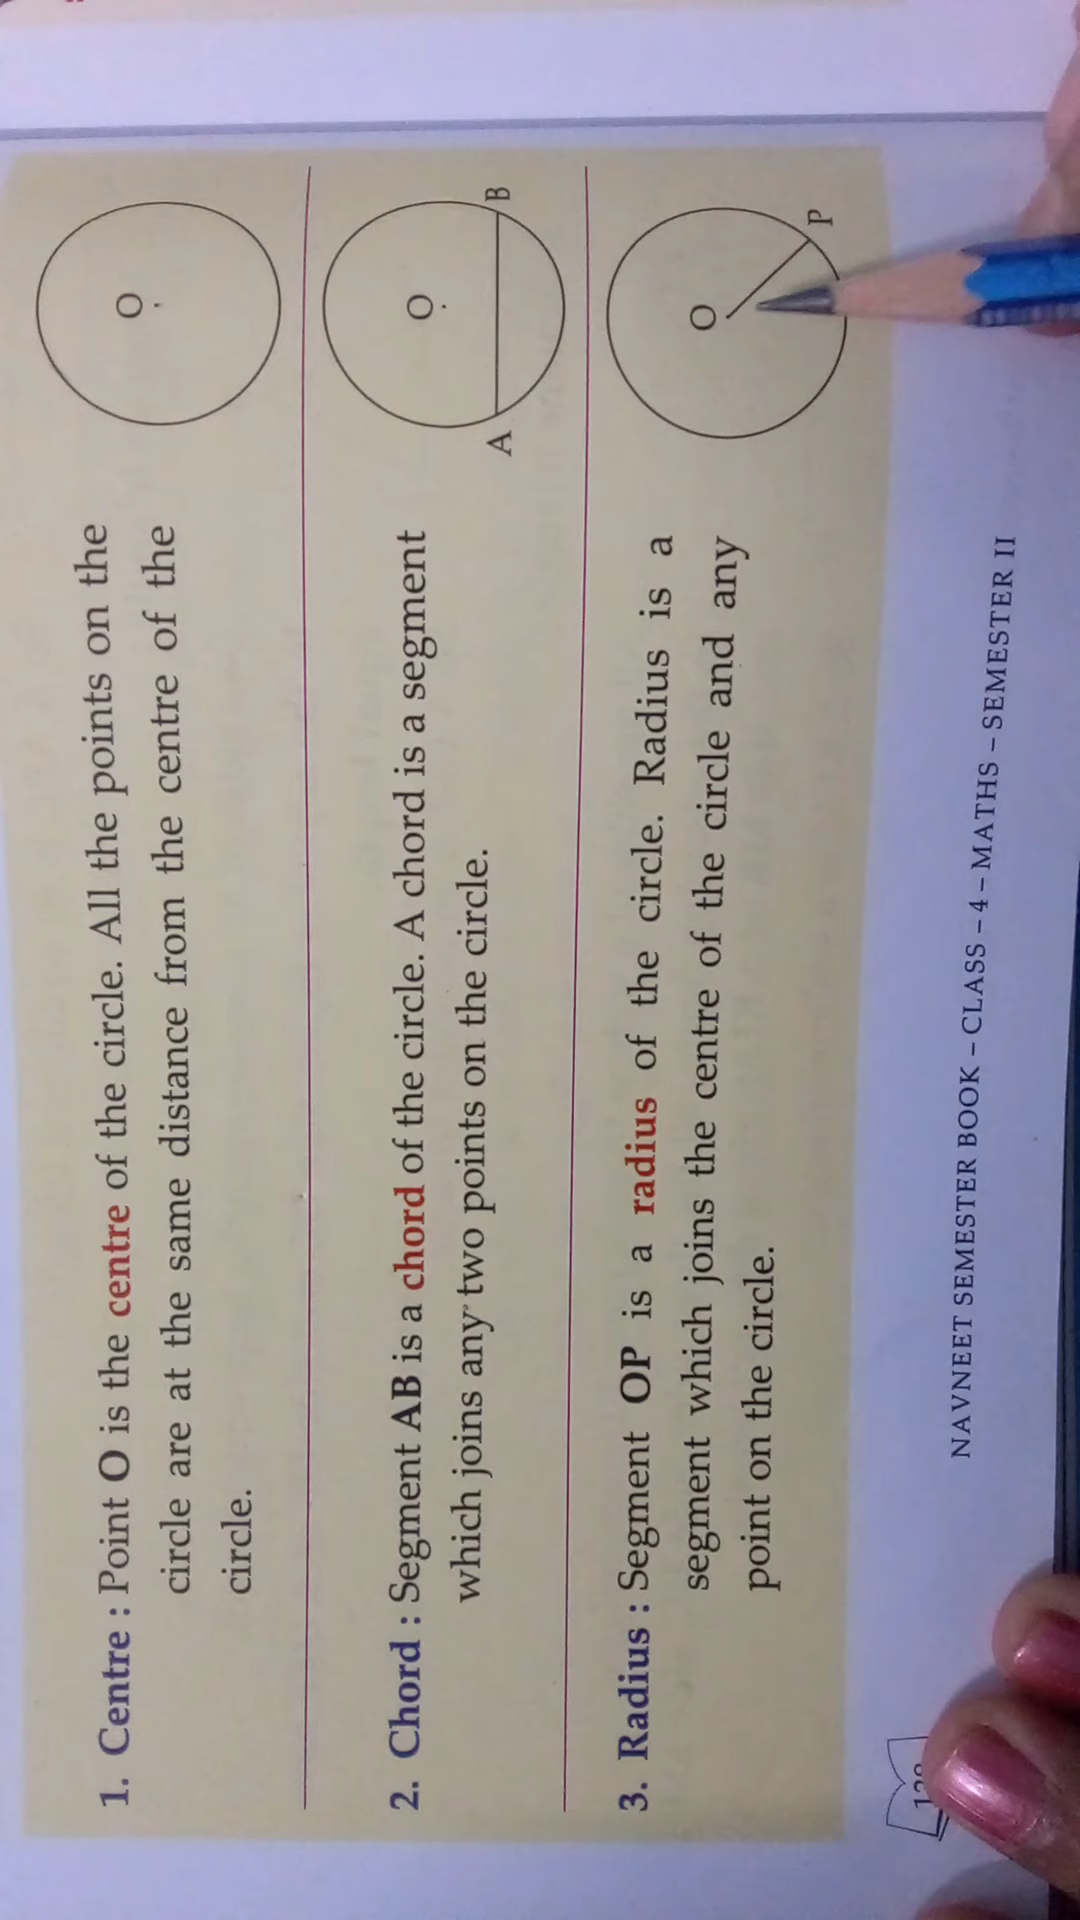 1. Centre : Point O is the centre of the circle. All the points on the
circle are at the same distance from the centre of the
circle.
O
2. Chord : Segment AB is a chord of the circle. A chord is a segment
which joins any two points on the circle.
O
A B
3. Radius : Segment OP is a radius of the circle. Radius is a
segment which joins the centre of the circle and any
point on the circle.
O
P
NAVNEET SEMESTER BOOK – CLASS – 4 – MATHS – SEMESTER II